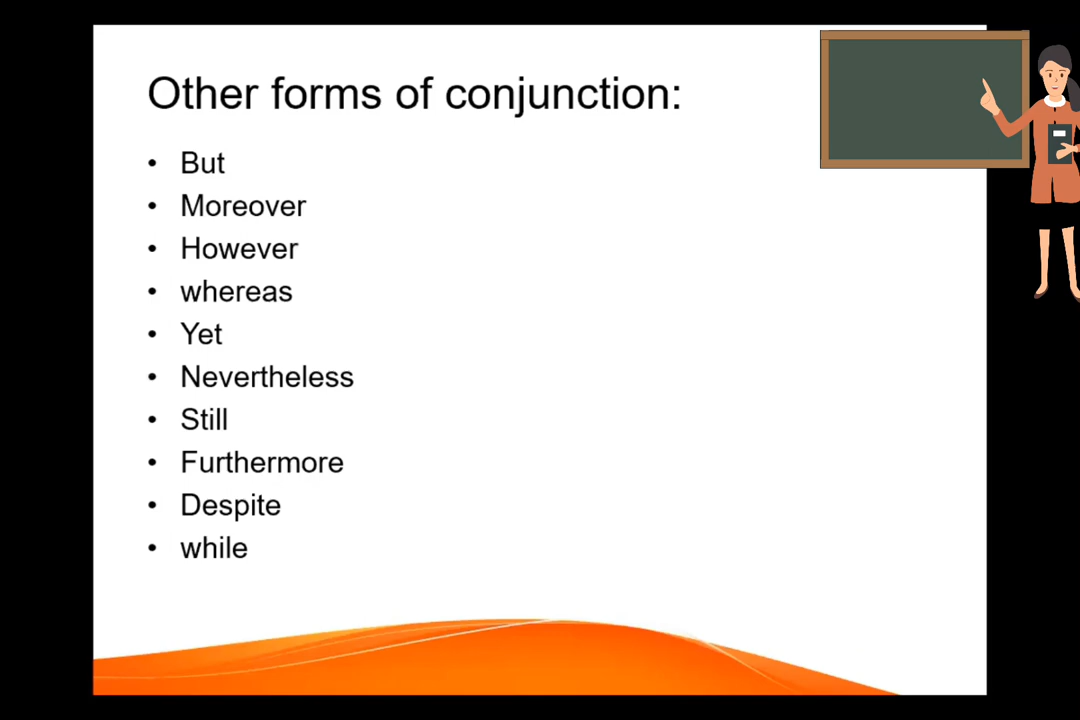 Other forms of conjunction:
• But
• Moreover
• However
• whereas
• Yet
• Nevertheless
• Still
• Furthermore
• Despite
• while